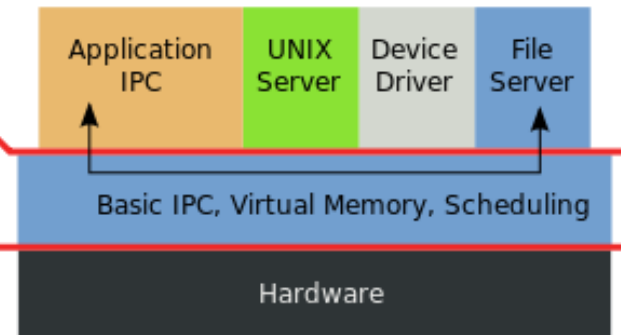 Application
IPC
UNIX
Server
Device
Driver
File
Server
Basic IPC, Virtual Memory, Scheduling
Hardware